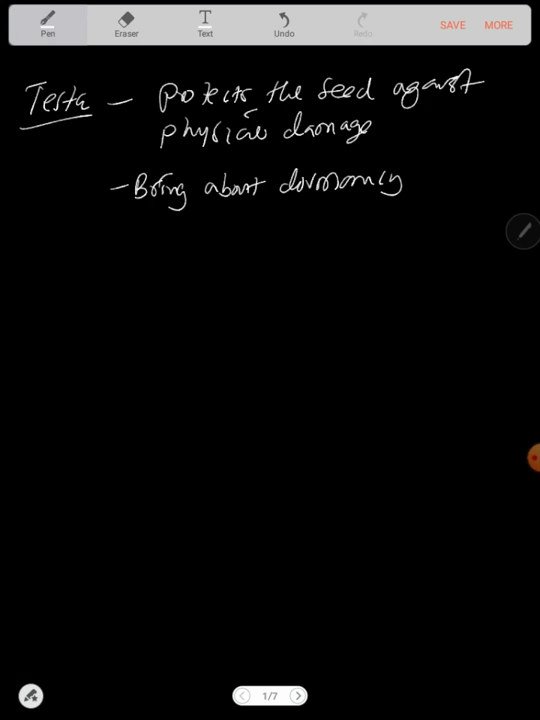 Pen Eraser Text Undo Redo SAVE MORE
Testa – protects the seed against
physical damage
– Bring about dormancy
1/7